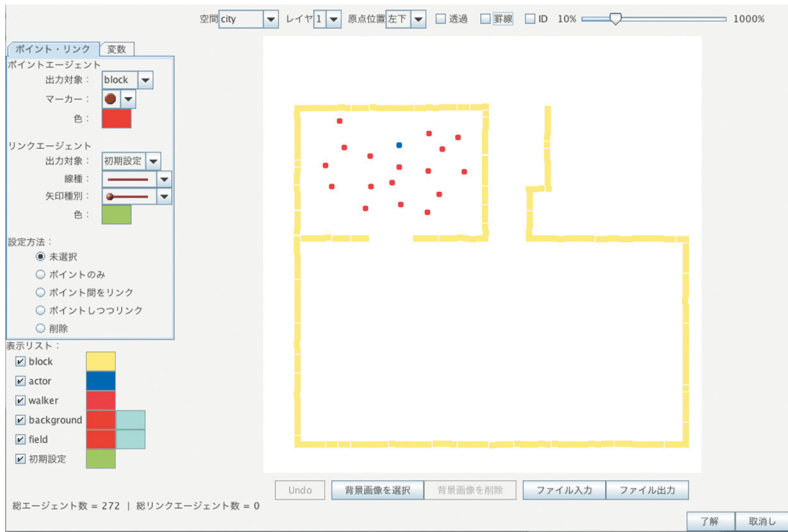 空間 city レイヤ 1 原点位置 左下 透過 罫線 ID 10% 1000%
ポイント・リンク 変数
ポイントエージェント
出力対象： block
マーカー：
色：
リンクエージェント
出力対象： 初期設定
線種：
矢印種別：
色：
設定方法：
未選択
ポイントのみ
ポイント間をリンク
ポイントしつつリンク
削除
表示リスト：
block
actor
walker
background
field
初期設定
Undo 背景画像を選択 背景画像を削除 ファイル入力 ファイル出力
総エージェント数 = 272 | 総リンクエージェント数 = 0
了解 取消し